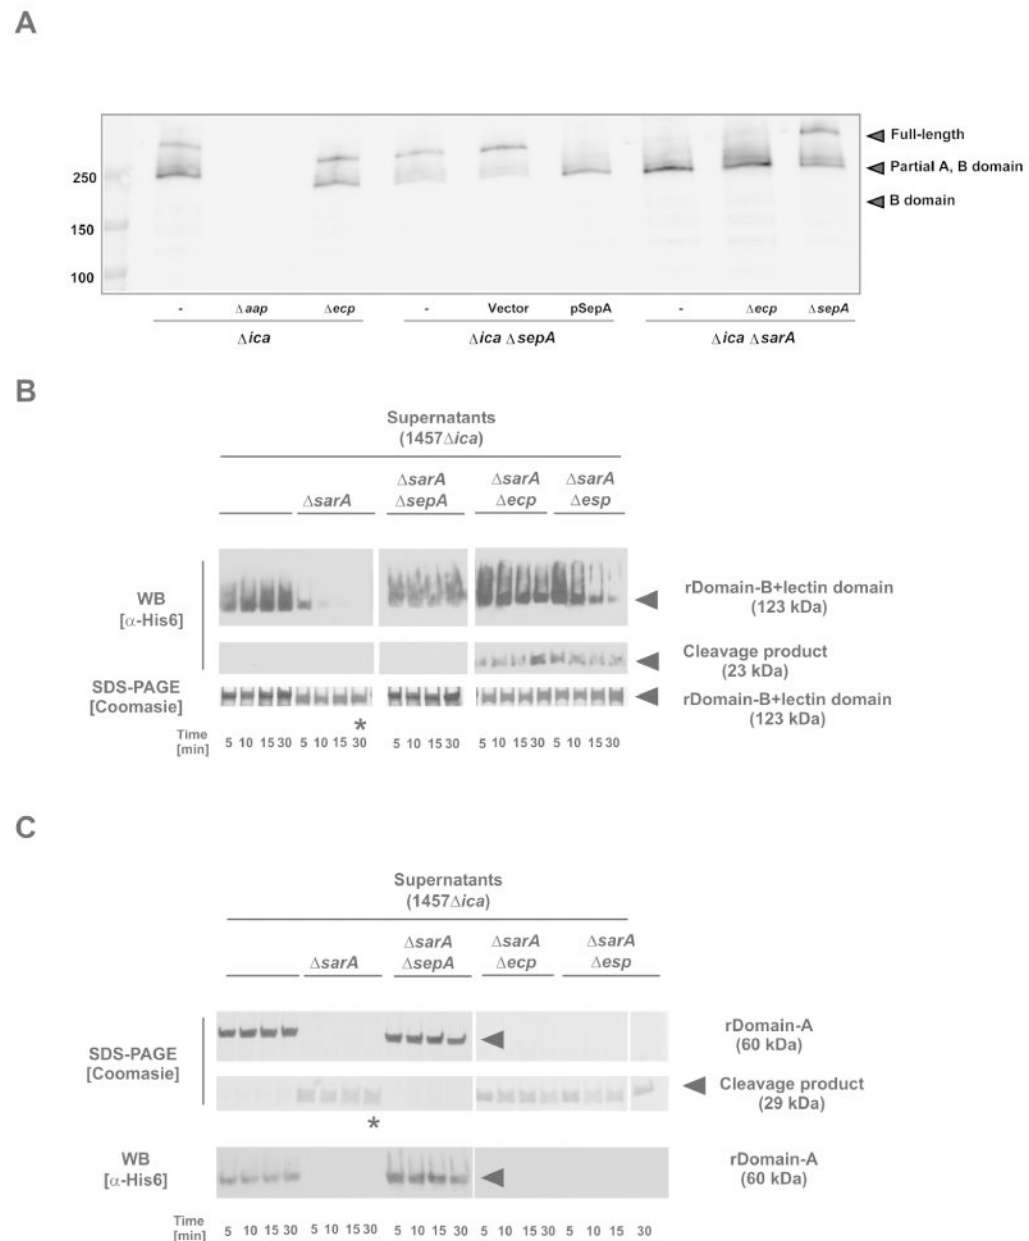 A
Full-length
Partial A, B domain
B domain
250
150
100
- Δaap Δecp - Vector pSepA - Δecp ΔsepA
Δica Δica ΔsepA Δica ΔsarA
B
Supernatants
(1457Δica)
ΔsarA ΔsarA ΔsarA
ΔsarA ΔsepA Δecp Δesp
WB
[α-His6]
rDomain-B+lectin domain
(123 kDa)
Cleavage product
(23 kDa)
SDS-PAGE
[Coomasie]
rDomain-B+lectin domain
(123 kDa)
*
Time
[min]
5 10 15 30 5 10 15 30 5 10 15 30 5 10 15 30 5 10 15 30
C
Supernatants
(1457Δica)
ΔsarA ΔsarA ΔsarA
ΔsarA ΔsepA Δecp Δesp
SDS-PAGE
[Coomasie]
rDomain-A
(60 kDa)
Cleavage product
(29 kDa)
*
WB
[α-His6]
rDomain-A
(60 kDa)
Time
[min]
5 10 15 30 5 10 15 30 5 10 15 30 5 10 15 30 5 10 15 30